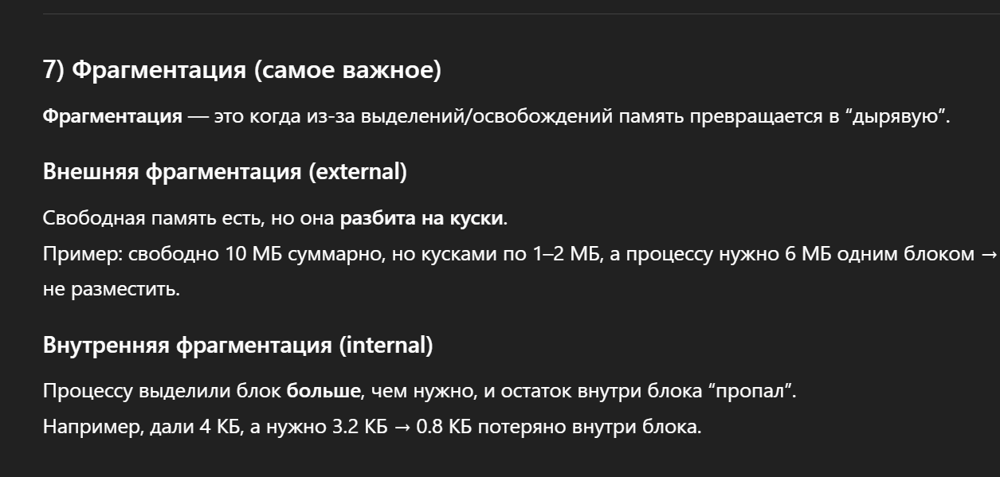 7) Фрагментация (самое важное)
Фрагментация — это когда из-за выделений/освобождений память превращается в “дырявую”.
Внешняя фрагментация (external)
Свободная память есть, но она разбита на куски.
Пример: свободно 10 МБ суммарно, но кусками по 1–2 МБ, а процессу нужно 6 МБ одним блоком →
не разместить.
Внутренняя фрагментация (internal)
Процессу выделили блок больше, чем нужно, и остаток внутри блока “пропал”.
Например, дали 4 КБ, а нужно 3.2 КБ → 0.8 КБ потеряно внутри блока.